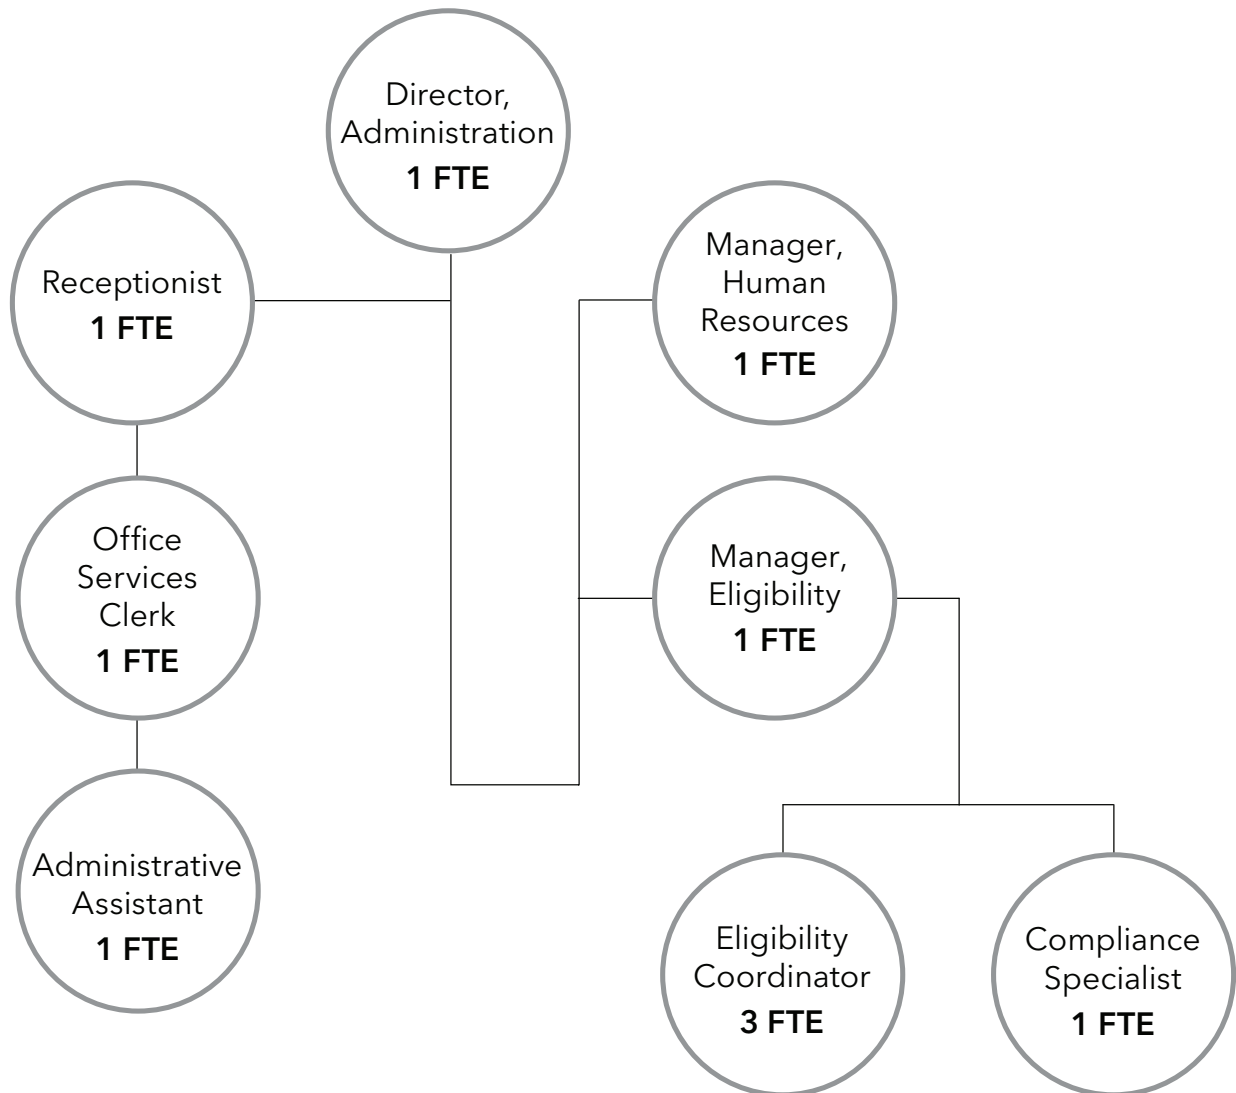 Director,
Administration
1 FTE
Receptionist
1 FTE
Manager,
Human
Resources
1 FTE
Office
Services
Clerk
1 FTE
Manager,
Eligibility
1 FTE
Administrative
Assistant
1 FTE
Eligibility
Coordinator
3 FTE
Compliance
Specialist
1 FTE